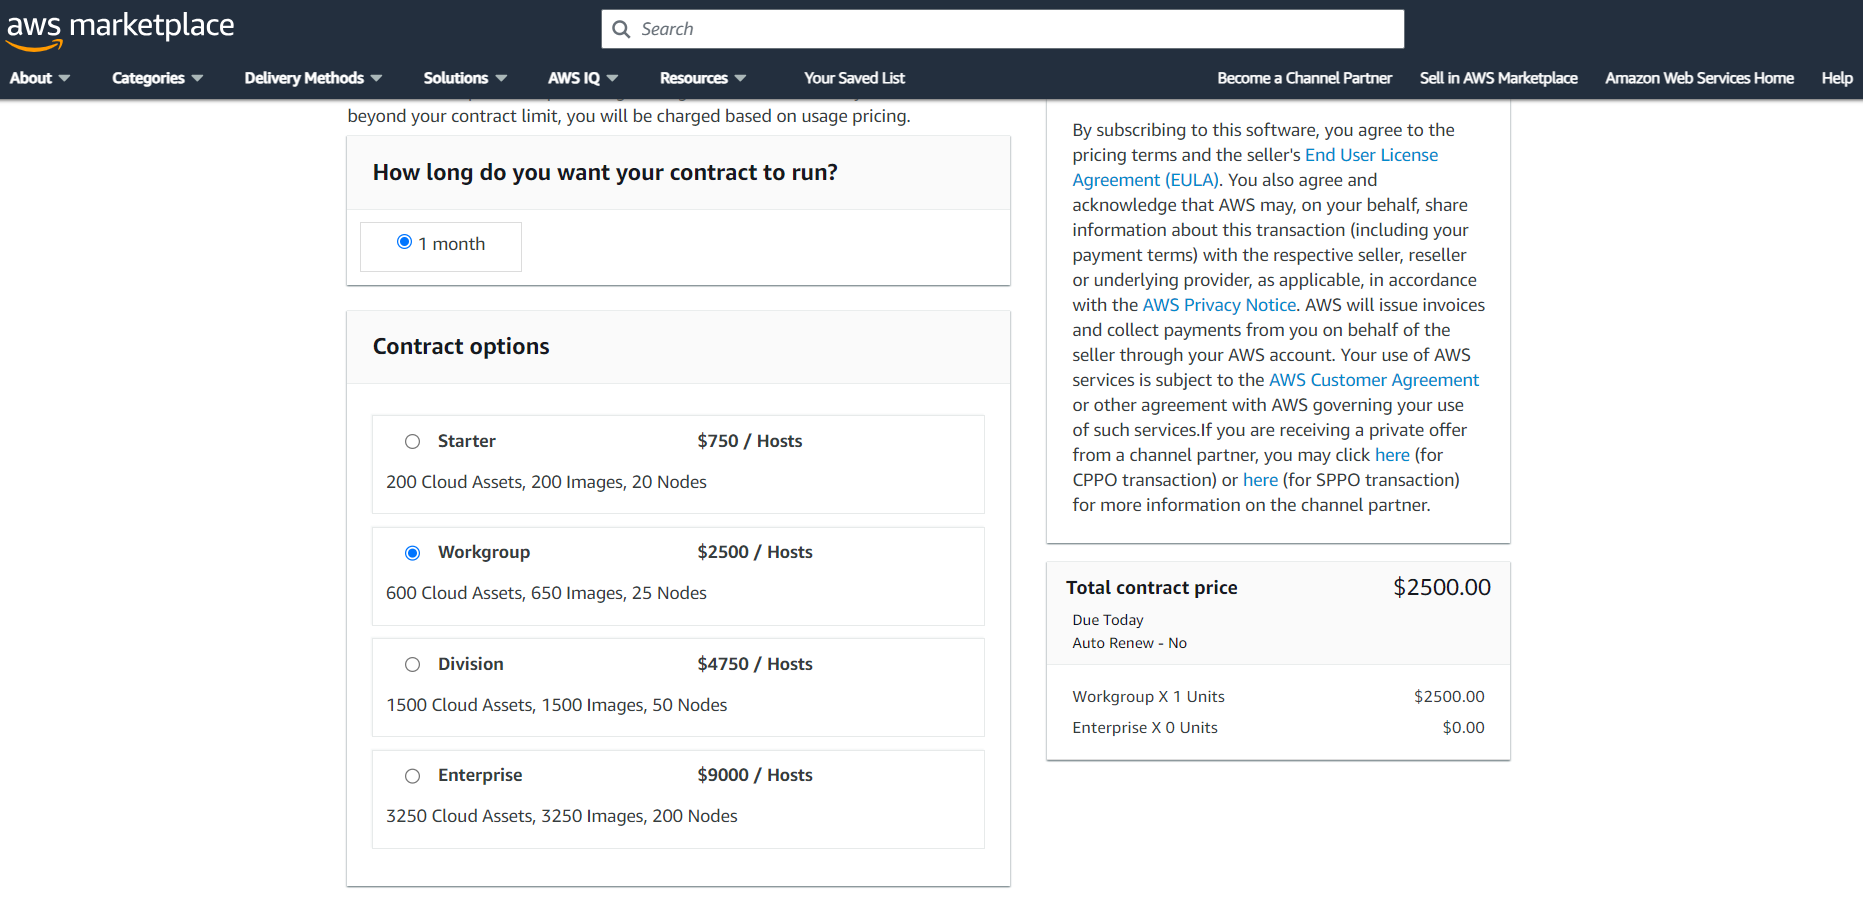 aws marketplace
Search
About
Categories
Delivery Methods
Solutions
AWS IQ
Resources
Your Saved List
Become a Channel Partner
Sell in AWS Marketplace
Amazon Web Services Home
Help
beyond your contract limit, you will be charged based on usage pricing.
How long do you want your contract to run?
1 month
Contract options
Starter $750 / Hosts
200 Cloud Assets, 200 Images, 20 Nodes
Workgroup $2500 / Hosts
600 Cloud Assets, 650 Images, 25 Nodes
Division $4750 / Hosts
1500 Cloud Assets, 1500 Images, 50 Nodes
Enterprise $9000 / Hosts
3250 Cloud Assets, 3250 Images, 200 Nodes
By subscribing to this software, you agree to the
pricing terms and the seller's End User License
Agreement (EULA). You also agree and
acknowledge that AWS may, on your behalf, share
information about this transaction (including your
payment terms) with the respective seller, reseller
or underlying provider, as applicable, in accordance
with the AWS Privacy Notice. AWS will issue invoices
and collect payments from you on behalf of the
seller through your AWS account. Your use of AWS
services is subject to the AWS Customer Agreement
or other agreement with AWS governing your use
of such services.If you are receiving a private offer
from a channel partner, you may click here (for
CPPO transaction) or here (for SPPO transaction)
for more information on the channel partner.
Total contract price $2500.00
Due Today
Auto Renew - No
Workgroup X 1 Units $2500.00
Enterprise X 0 Units $0.00